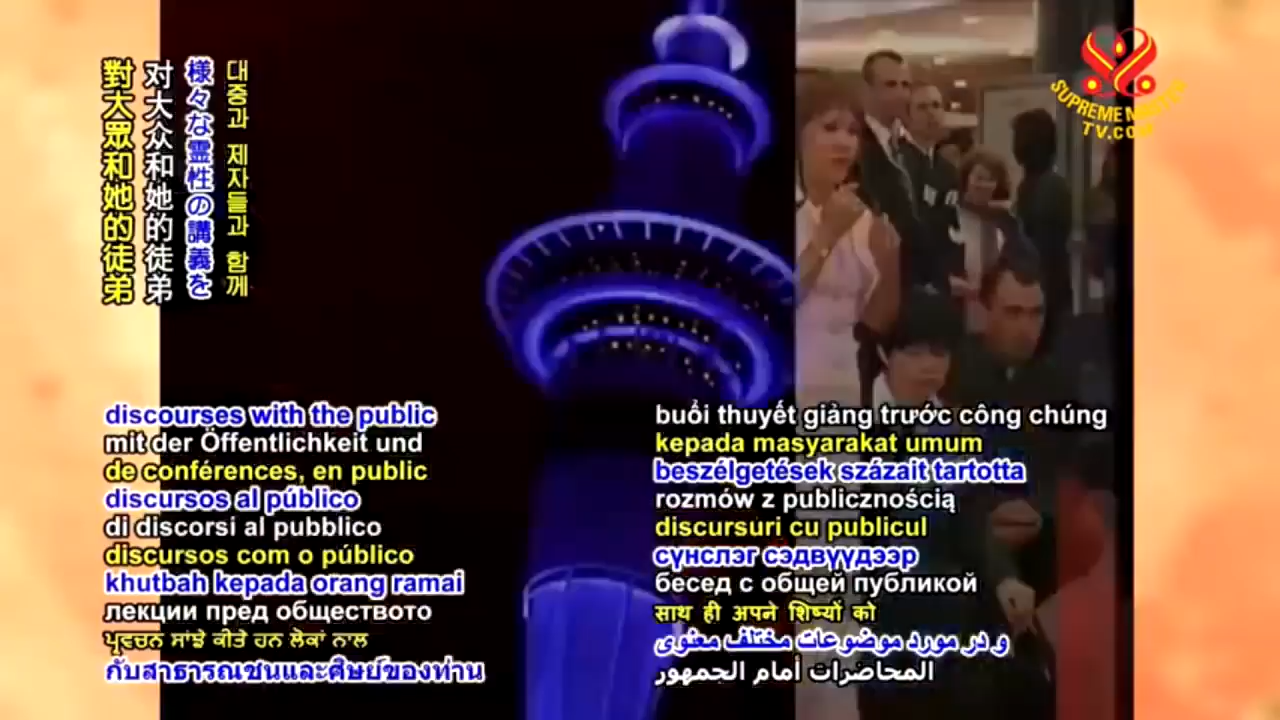 對大眾和她的徒弟
对大众和她的徒弟
様々な霊性の講義を
대중과 제자들과 함께
SUPREME MASTER
TV.COM
discourses with the public
mit der Öffentlichkeit und
de conférences, en public
discursos al público
di discorsi al pubblico
discursos com o público
khutbah kepada orang ramai
лекции пред обществото
ਪ੍ਰਵਚਨ ਸਾਂਝੇ ਕੀਤੇ ਹਨ ਲੋਕਾਂ ਨਾਲ
กับสาธารณชนและศิษย์ของท่าน
buổi thuyết giảng trước công chúng
kepada masyarakat umum
beszélgetések százait tartotta
rozmów z publicznością
discursuri cu publicul
сүнслэг сэдвүүдээр
бесед с общей публикой
साथ ही अपने शिष्यों को
و در مورد موضوعات مختلف معنوی
المحاضرات أمام الجمهور